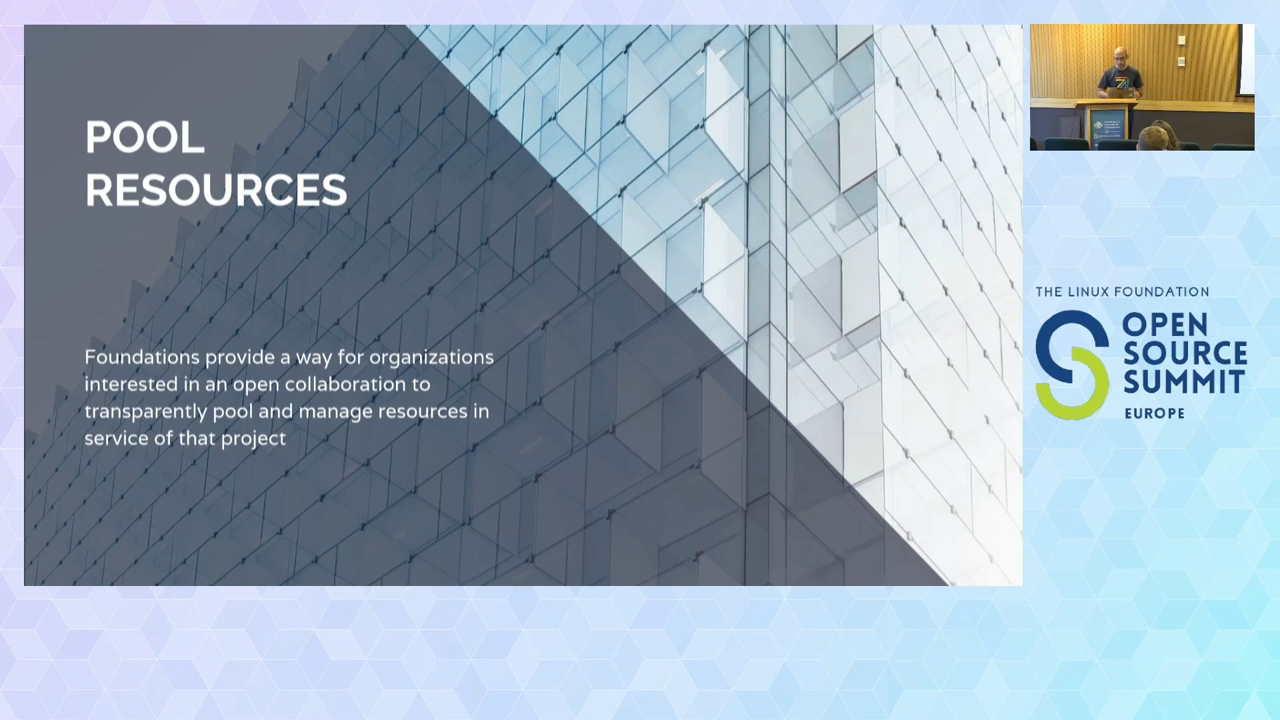 POOL
RESOURCES
Foundations provide a way for organizations
interested in an open collaboration to
transparently pool and manage resources in
service of that project
THE LINUX FOUNDATION
OPEN
SOURCE
SUMMIT
EUROPE